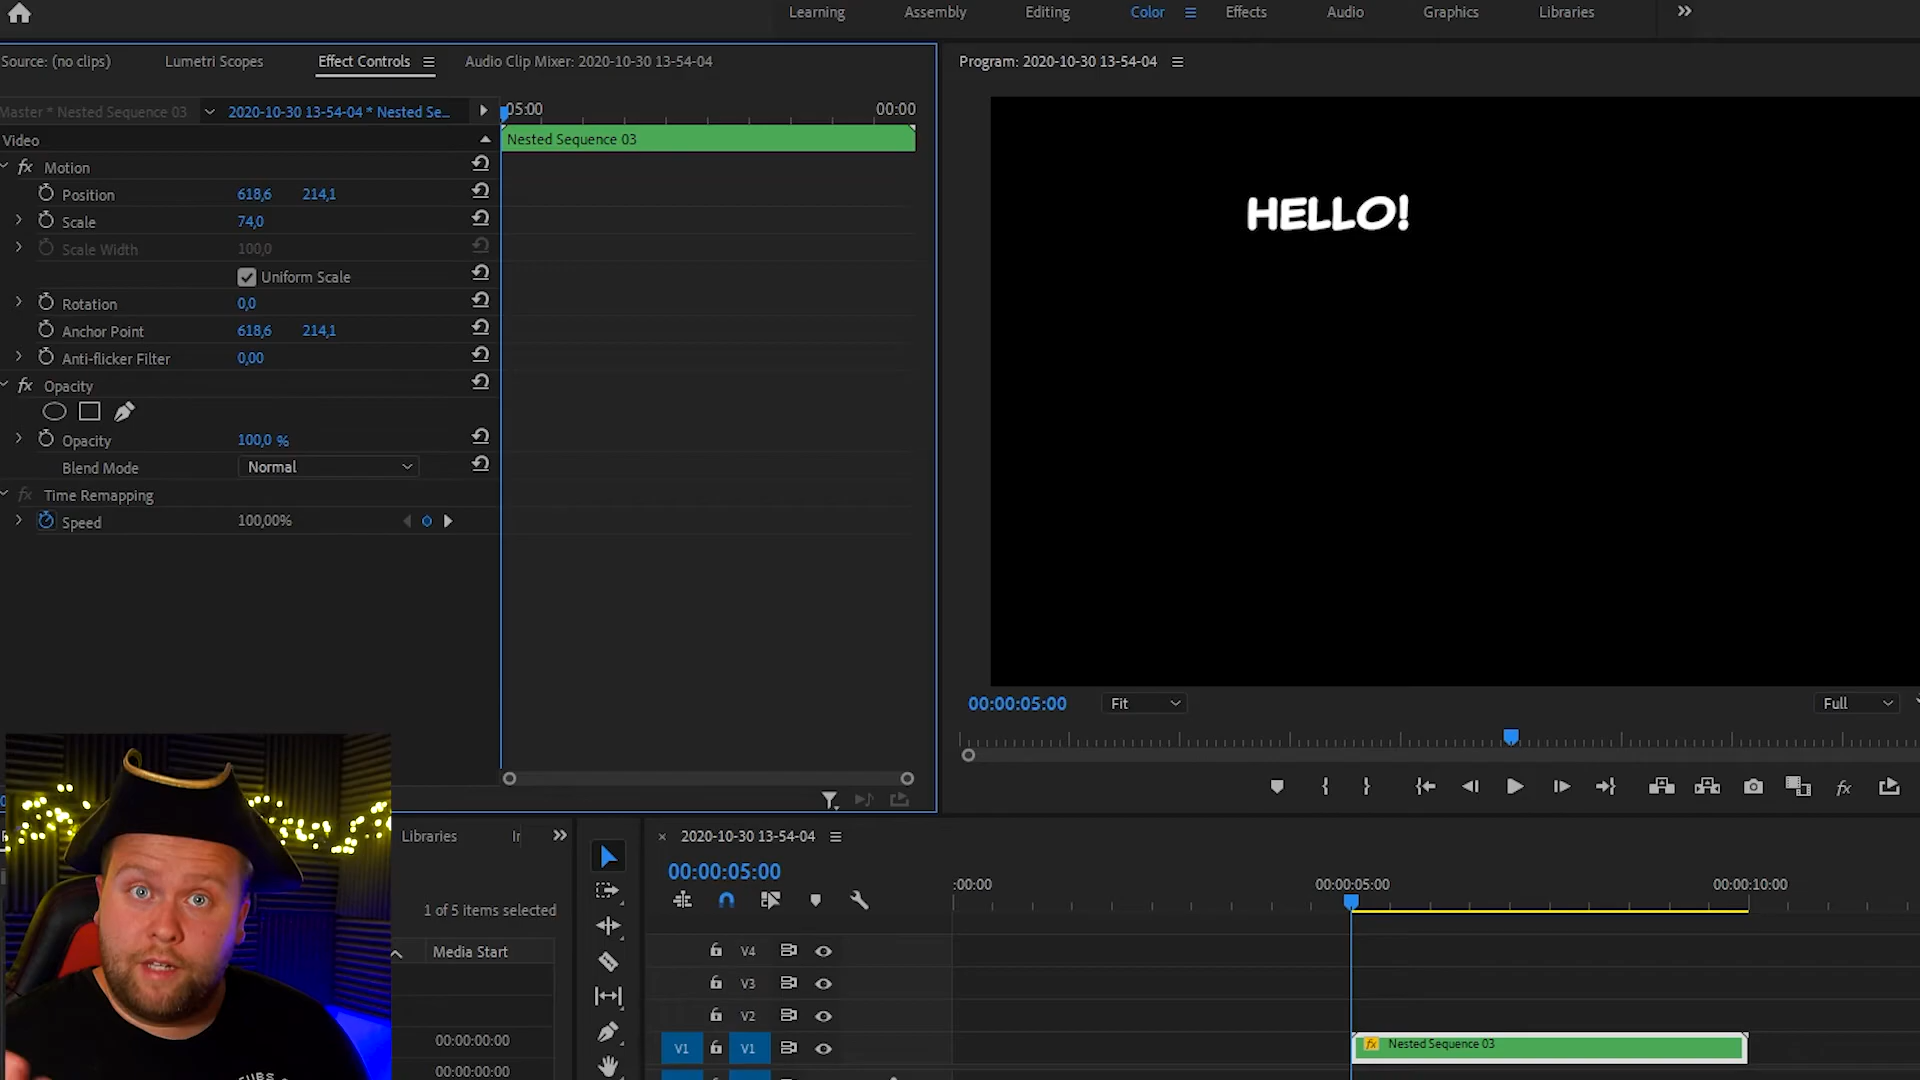 Learning Assembly Editing Color Effects Audio Graphics Libraries
Source: (no clips) Lumetri Scopes Effect Controls Audio Clip Mixer: 2020-10-30 13-54-04
Program: 2020-10-30 13-54-04
Master * Nested Sequence 03 2020-10-30 13-54-04 * Nested Se...
05:00 00:00
Video
Nested Sequence 03
fx Motion
Position 618,6 214,1
Scale 74,0
Scale Width 100,0
Uniform Scale
Rotation 0,0
Anchor Point 618,6 214,1
Anti-flicker Filter 0,00
fx Opacity
Opacity 100,0 %
Blend Mode Normal
fx Time Remapping
Speed 100,00%
HELLO!
00:00:05:00 Fit Full
fx
Libraries
1 of 5 items selected
Media Start
00:00:00:00
00:00:00:00
2020-10-30 13-54-04
00:00:05:00
:00:00 00:00:05:00 00:00:10:00
V4
V3
V2
V1 V1
fx Nested Sequence 03